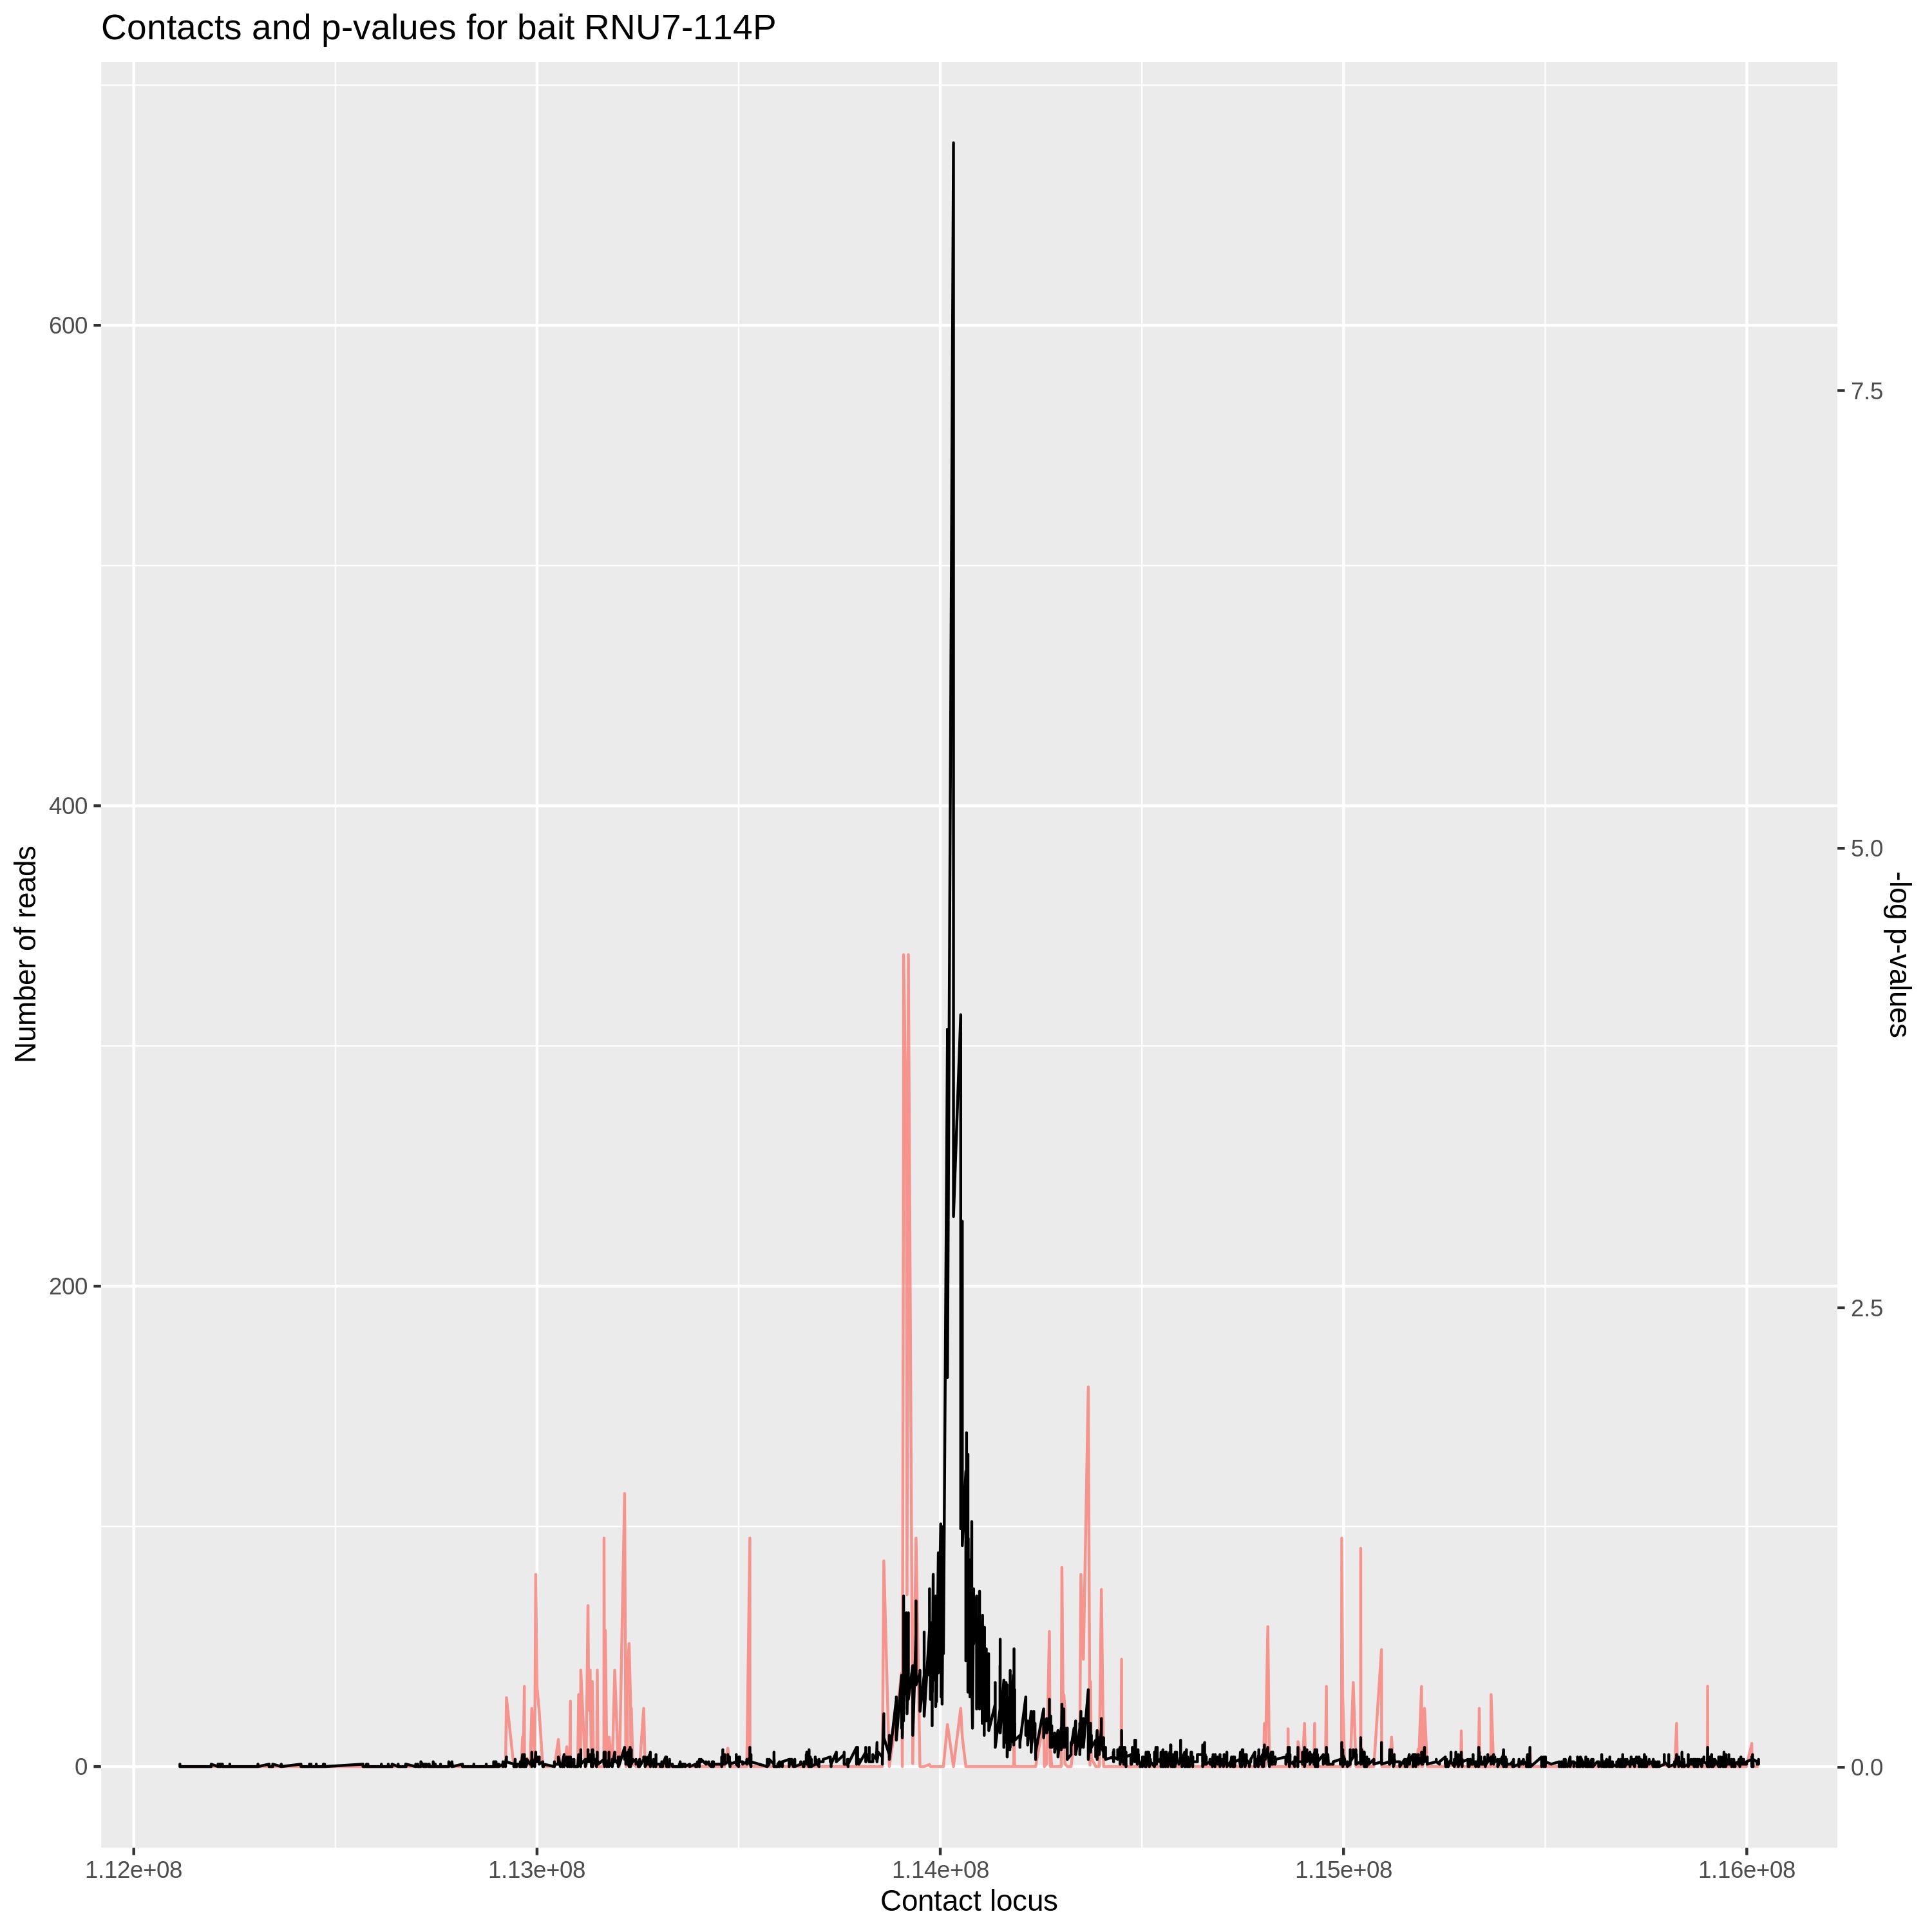 Contacts and p-values for bait RNU7-114P
Number of reads
600
400
200
0
7.5
5.0
2.5
0.0
-log p-values
1.12e+08
1.13e+08
1.14e+08
1.15e+08
1.16e+08
Contact locus